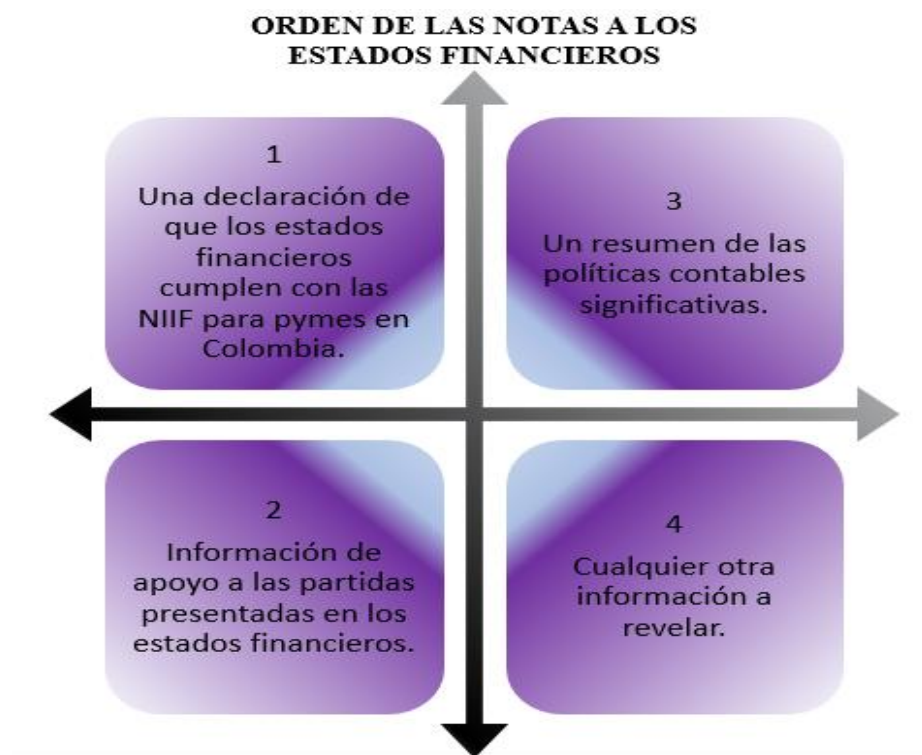 ORDEN DE LAS NOTAS A LOS
ESTADOS FINANCIEROS
1
Una declaración de
que los estados
financieros
cumplen con las
NIIF para pymes en
Colombia.
2
Información de
apoyo a las partidas
presentadas en los
estados financieros.
3
Un resumen de las
políticas contables
significativas.
4
Cualquier otra
información a
revelar.